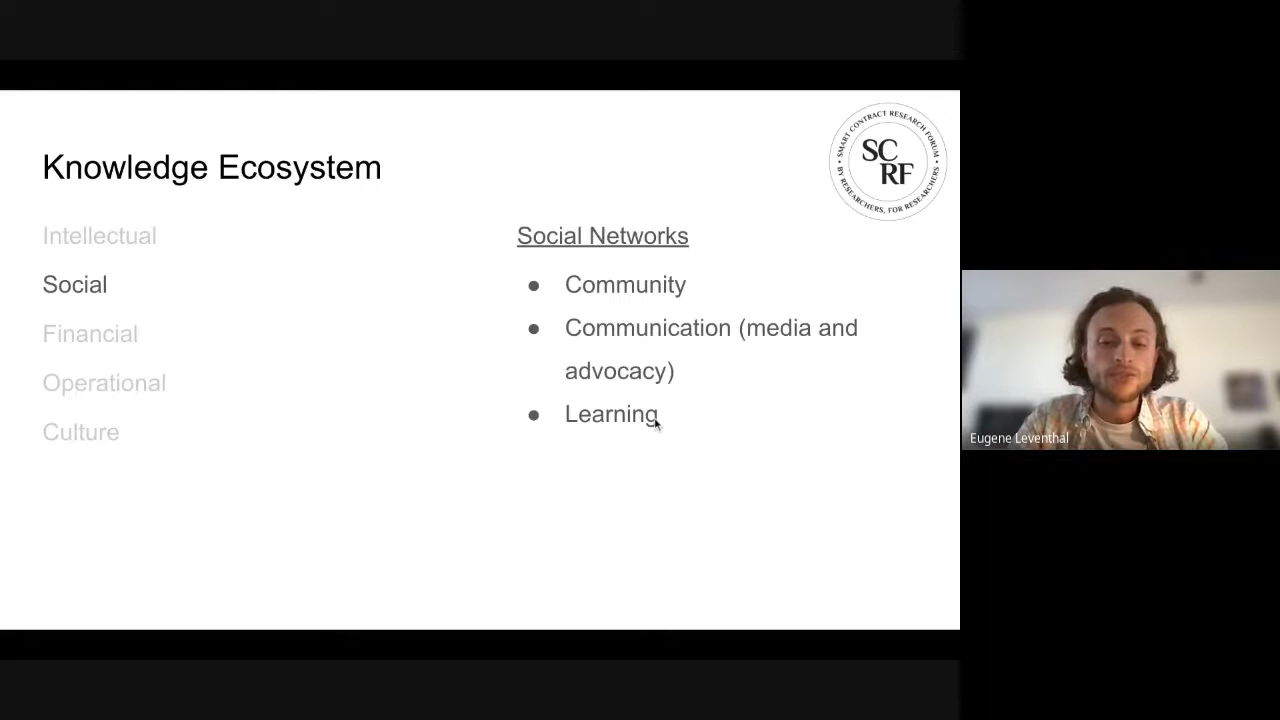 Knowledge Ecosystem
SMART CONTRACT RESEARCH FORUM
SC
RF
• BY RESEARCHERS, FOR RESEARCHERS •
Intellectual
Social
Financial
Operational
Culture
Social Networks
● Community
● Communication (media and
advocacy)
● Learning
Eugene Leventhal